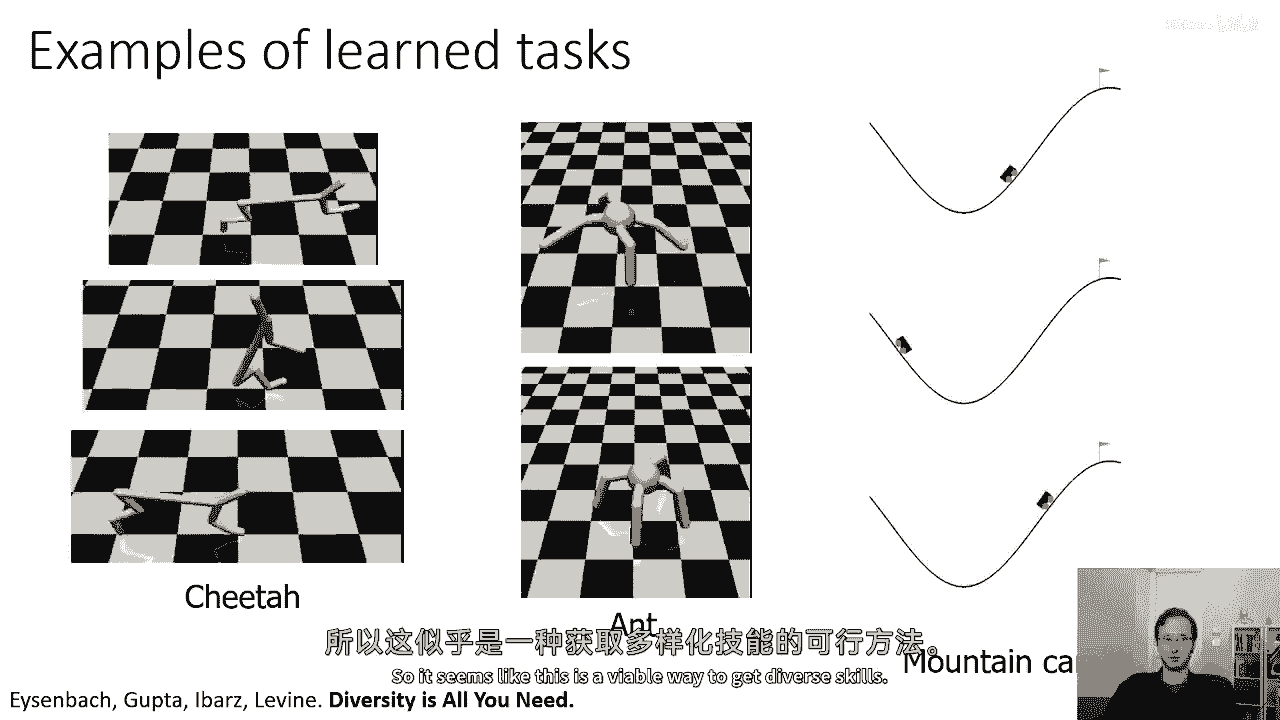 Examples of learned tasks
Cheetah
Ant
所以这似乎是一种获取多样化技能的可行方法。
So it seems like this is a viable way to get diverse skills.
Mountain ca
Eysenbach, Gupta, Ibarz, Levine. Diversity is All You Need.